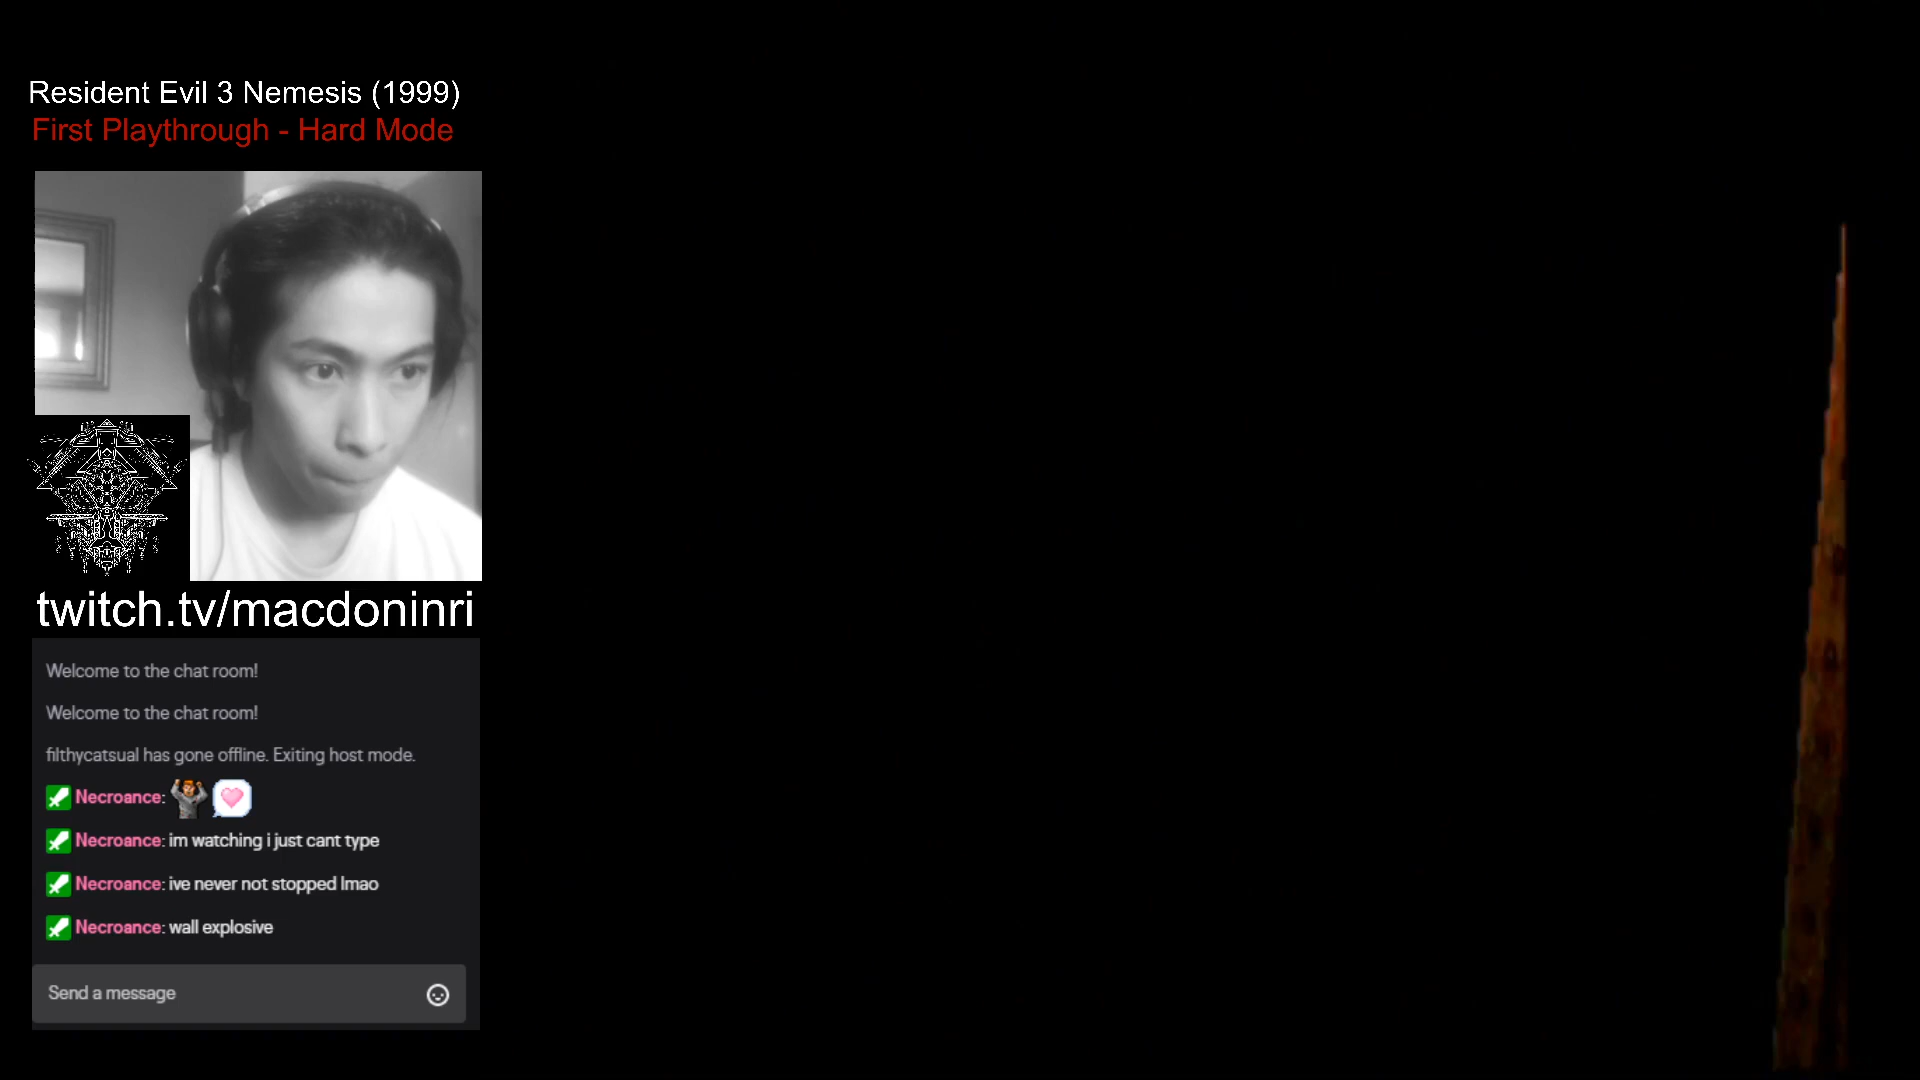 Resident Evil 3 Nemesis (1999)
First Playthrough - Hard Mode
twitch.tv/macdoninri
Welcome to the chat room!
Welcome to the chat room!
filthycatsual has gone offline. Exiting host mode.
Necroance:
Necroance: im watching i just cant type
Necroance: ive never not stopped lmao
Necroance: wall explosive
Send a message